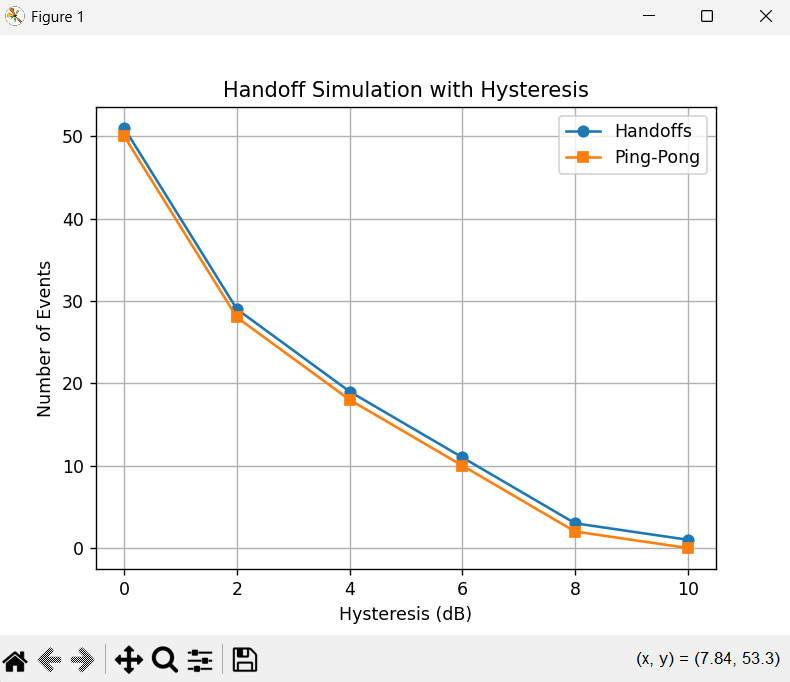 Figure 1
Handoff Simulation with Hysteresis
Handoffs
Ping-Pong
50
40
30
20
10
0
Number of Events
0 2 4 6 8 10
Hysteresis (dB)
(x, y) = (7.84, 53.3)